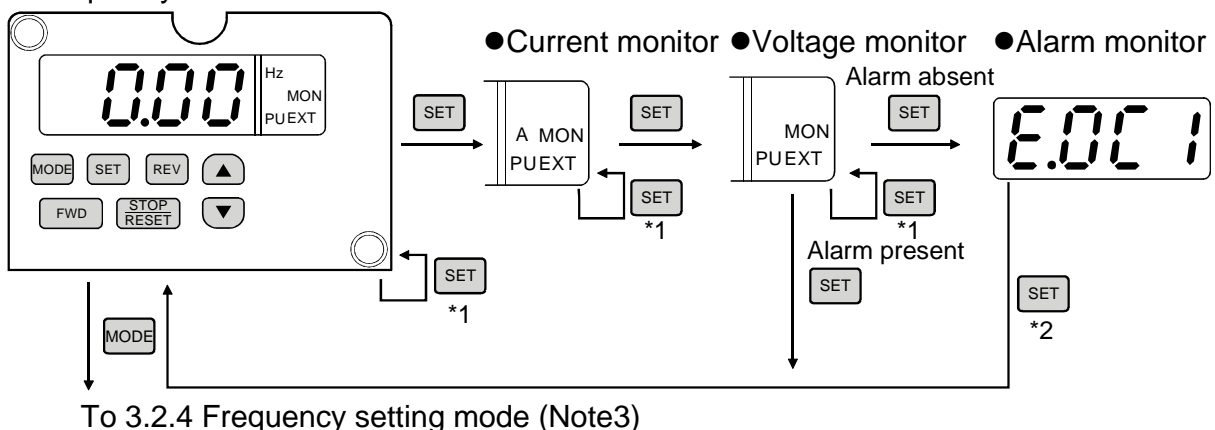 ●Current monitor ●Voltage monitor ●Alarm monitor
0.00
Hz
MON
PU EXT
SET
A MON
PU EXT
SET
MON
PU EXT
Alarm absent
SET
E.OC 1
MODE SET REV ▲
FWD STOP
RESET ▼
SET
*1
SET
*1
SET
*1
Alarm present
SET
SET
*2
MODE
To 3.2.4 Frequency setting mode (Note3)